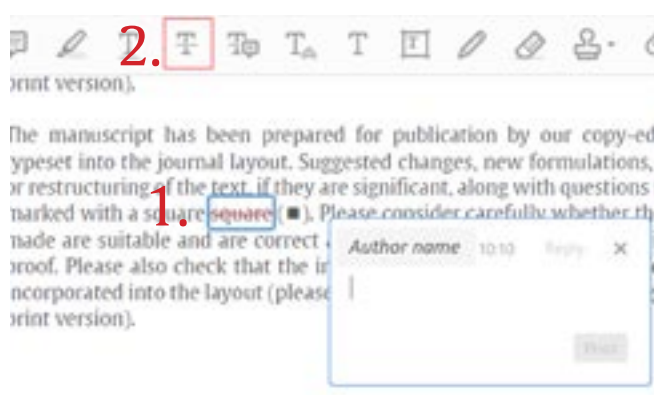 2.
print version).
The manuscript has been prepared for publication by our copy-ed
typeset into the journal layout. Suggested changes, new formulations,
or restructuring of the text, if they are significant, along with questions
1.
marked with a square square (■). Please consider carefully whether th
made are suitable and are correct
proof. Please also check that the
incorporated into the layout (please
print version).
Author name 10:10 Reply
Post